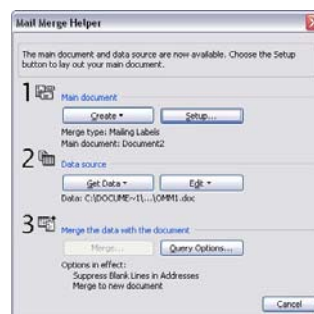 Mail Merge Helper
The main document and data source are now available. Choose the Setup
button to lay out your main document.
1 Main document
Create Setup...
Merge type: Mailing Labels
Main document: Document2
2 Data source
Get Data Edit
Data: C:\DOCUME~1\...\OMM1.doc
3 Merge the data with the document
Merge... Query Options...
Options in effect:
Suppress Blank Lines in Addresses
Merge to new document
Cancel